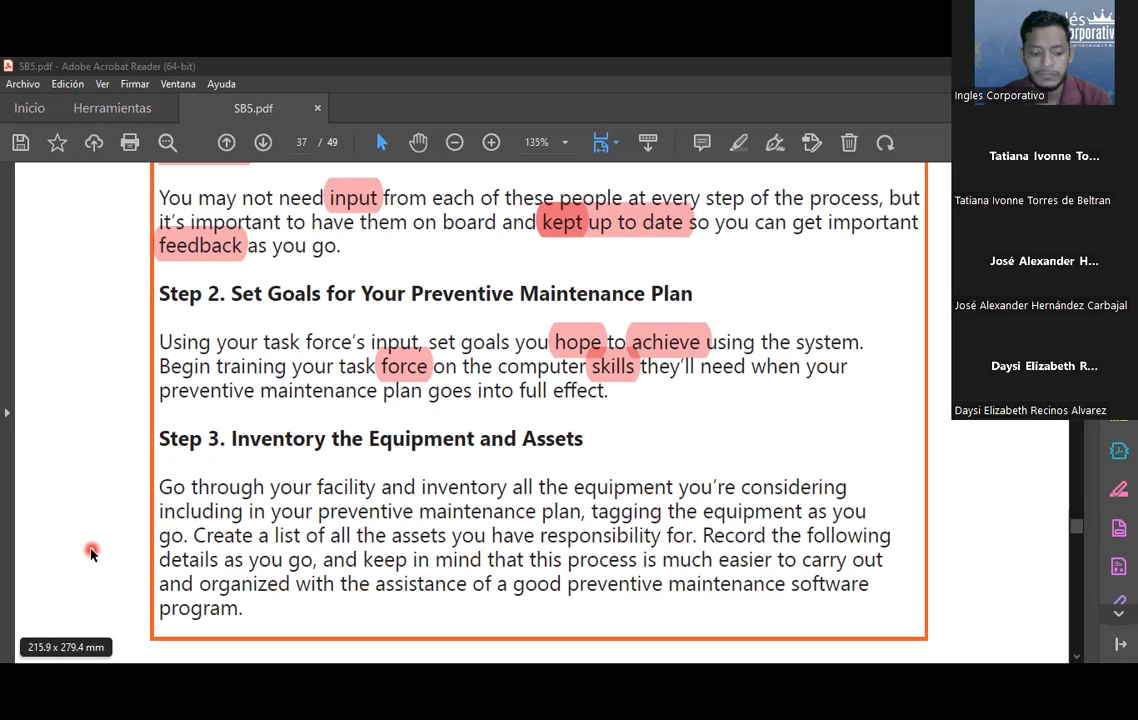 SB5.pdf - Adobe Acrobat Reader (64-bit)
Archivo Edición Ver Firmar Ventana Ayuda
Inicio Herramientas SB5.pdf ×
37 / 49 135%
You may not need input from each of these people at every step of the process, but
it's important to have them on board and kept up to date so you can get important
feedback as you go.
Step 2. Set Goals for Your Preventive Maintenance Plan
Using your task force's input, set goals you hope to achieve using the system.
Begin training your task force on the computer skills they'll need when your
preventive maintenance plan goes into full effect.
Step 3. Inventory the Equipment and Assets
Go through your facility and inventory all the equipment you're considering
including in your preventive maintenance plan, tagging the equipment as you
go. Create a list of all the assets you have responsibility for. Record the following
details as you go, and keep in mind that this process is much easier to carry out
and organized with the assistance of a good preventive maintenance software
program.
215.9 x 279.4 mm
Ingles Corporativo
Tatiana Ivonne To...
Tatiana Ivonne Torres de Beltran
José Alexander H...
José Alexander Hernández Carbajal
Daysi Elizabeth R...
Daysi Elizabeth Recinos Alvarez